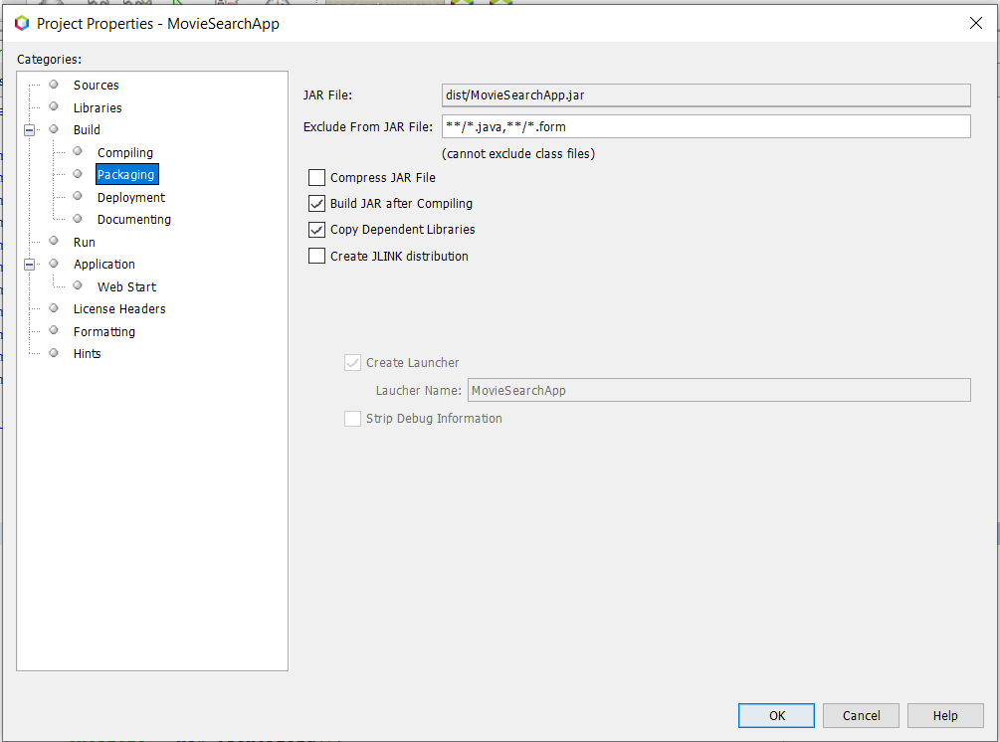 Project Properties - MovieSearchApp
Categories:
Sources
Libraries
Build
Compiling
Packaging
Deployment
Documenting
Run
Application
Web Start
License Headers
Formatting
Hints
JAR File: dist/MovieSearchApp.jar
Exclude From JAR File: **/*.java,**/*.form
(cannot exclude class files)
Compress JAR File
Build JAR after Compiling
Copy Dependent Libraries
Create JLINK distribution
Create Launcher
Laucher Name: MovieSearchApp
Strip Debug Information
OK Cancel Help